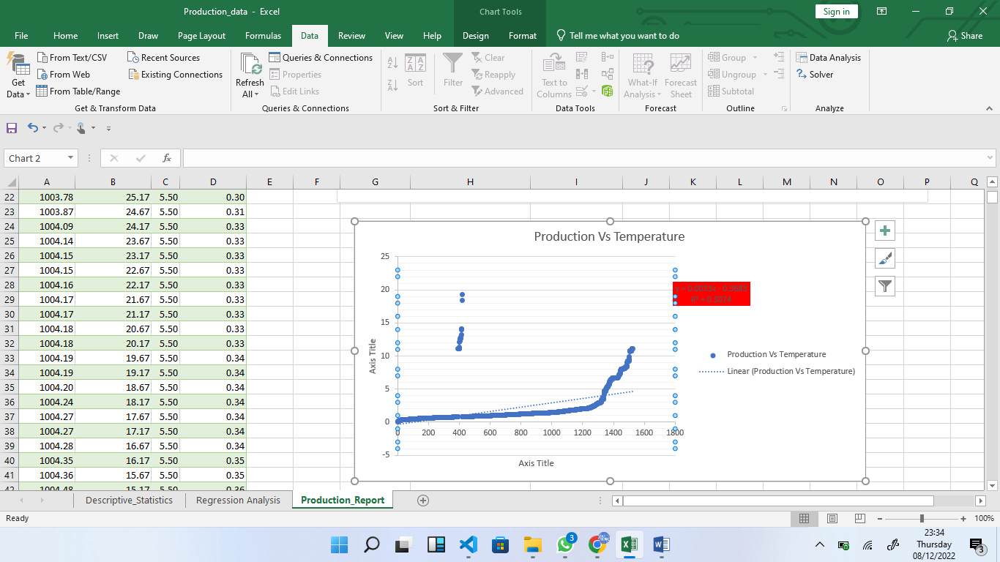 Production_data - Excel
Chart Tools
Sign in
File Home Insert Draw Page Layout Formulas Data Review View Help Design Format Tell me what you want to do Share
Get Data
From Text/CSV
From Web
From Table/Range
Recent Sources
Existing Connections
Get & Transform Data
Refresh All
Queries & Connections
Properties
Edit Links
Queries & Connections
Sort
Filter
Clear
Reapply
Advanced
Sort & Filter
Text to Columns
Data Tools
What-If Analysis
Forecast Sheet
Forecast
Group
Ungroup
Subtotal
Outline
Data Analysis
Solver
Analyze
Chart 2
fx
A B C D E F G H I J K L M N O P Q
22 1003.78 25.17 5.50 0.30
23 1003.87 24.67 5.50 0.31
24 1004.09 24.17 5.50 0.33
25 1004.14 23.67 5.50 0.33
26 1004.15 23.17 5.50 0.33
27 1004.15 22.67 5.50 0.33
28 1004.16 22.17 5.50 0.33
29 1004.17 21.67 5.50 0.33
30 1004.17 21.17 5.50 0.33
31 1004.18 20.67 5.50 0.33
32 1004.18 20.17 5.50 0.33
33 1004.19 19.67 5.50 0.34
34 1004.19 19.17 5.50 0.34
35 1004.20 18.67 5.50 0.34
36 1004.24 18.17 5.50 0.34
37 1004.27 17.67 5.50 0.34
38 1004.27 17.17 5.50 0.34
39 1004.28 16.67 5.50 0.34
40 1004.35 16.17 5.50 0.35
41 1004.36 15.67 5.50 0.35
42 1004.48 15.17 5.50 0.36
Production Vs Temperature
25
20
15
10
5
0
-5
0 200 400 600 800 1000 1200 1400 1600 1800
Axis Title
Axis Title
Production Vs Temperature
Linear (Production Vs Temperature)
Descriptive_Statistics Regression Analysis Production_Report
Ready
100%
3
23:34
Thursday
08/12/2022
3